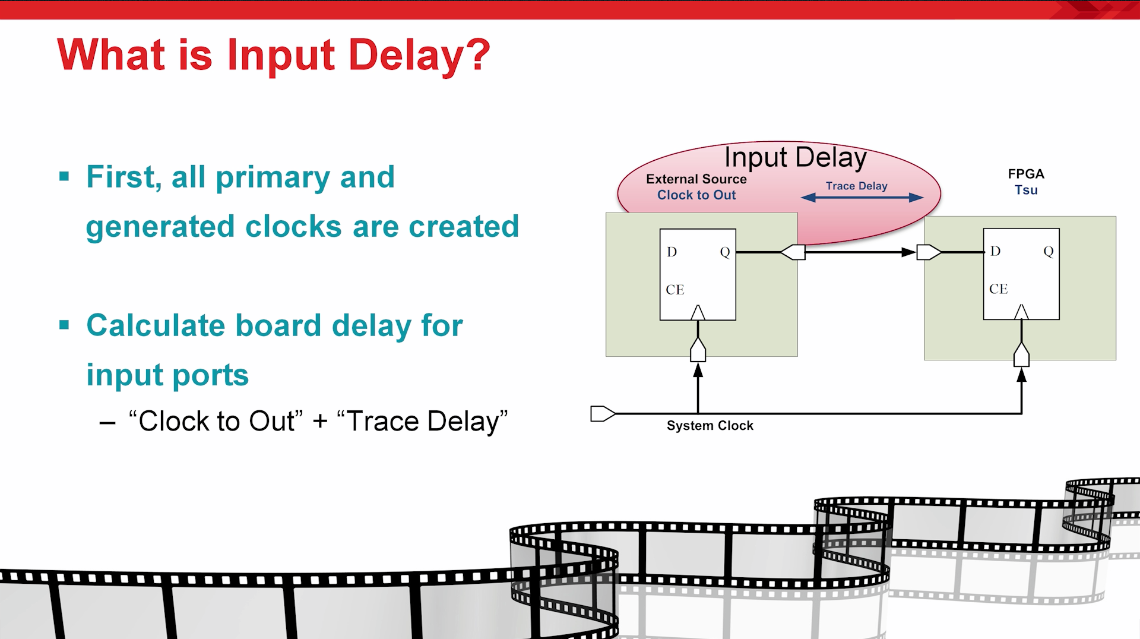 What is Input Delay?
▪ First, all primary and
generated clocks are created
▪ Calculate board delay for
input ports
– “Clock to Out” + “Trace Delay”
Input Delay
External Source
Clock to Out
Trace Delay
FPGA
Tsu
D Q
CE
D Q
CE
System Clock